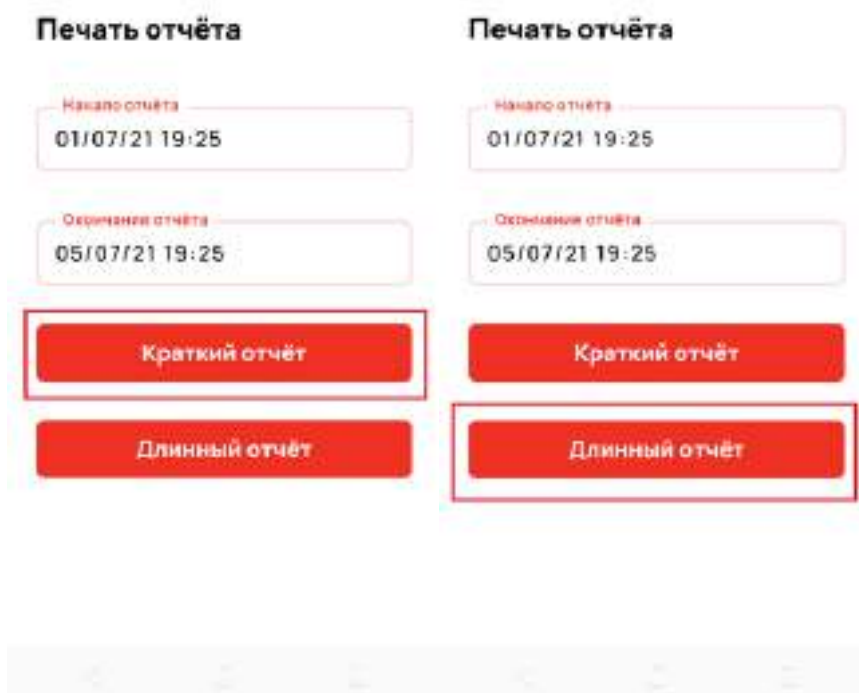 Печать отчёта
Начало отчёта
01/07/21 19:25
Окончание отчёта
05/07/21 19:25
Краткий отчёт
Длинный отчёт
Печать отчёта
Начало отчёта
01/07/21 19:25
Окончание отчёта
05/07/21 19:25
Краткий отчёт
Длинный отчёт